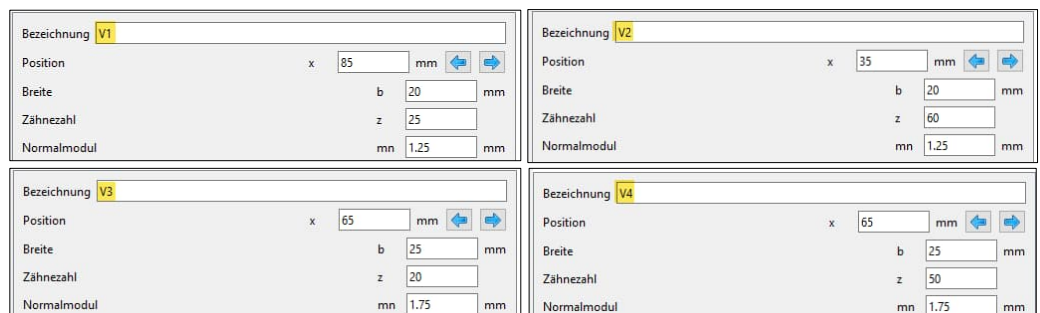 Bezeichnung V1
Position x 85 mm
Breite b 20 mm
Zähnezahl z 25
Normalmodul mn 1.25 mm
Bezeichnung V2
Position x 35 mm
Breite b 20 mm
Zähnezahl z 60
Normalmodul mn 1.25 mm
Bezeichnung V3
Position x 65 mm
Breite b 25 mm
Zähnezahl z 20
Normalmodul mn 1.75 mm
Bezeichnung V4
Position x 65 mm
Breite b 25 mm
Zähnezahl z 50
Normalmodul mn 1.75 mm